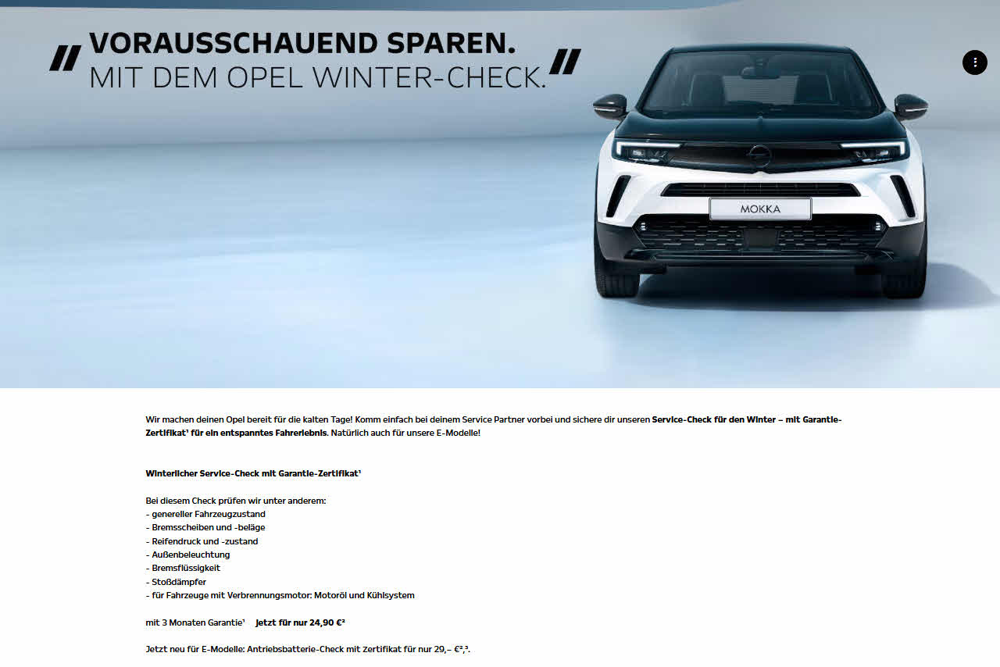 "VORAUSSCHAUEND SPAREN.
MIT DEM OPEL WINTER-CHECK."
MOKKA
Wir machen deinen Opel bereit für die kalten Tage! Komm einfach bei deinem Service Partner vorbei und sichere dir unseren Service-Check für den Winter – mit Garantie-
Zertifikat¹ für ein entspanntes Fahrerlebnis. Natürlich auch für unsere E-Modelle!
Winterlicher Service-Check mit Garantie-Zertifikat¹
Bei diesem Check prüfen wir unter anderem:
- genereller Fahrzeugzustand
- Bremsscheiben und -beläge
- Reifendruck und -zustand
- Außenbeleuchtung
- Bremsflüssigkeit
- Stoßdämpfer
- für Fahrzeuge mit Verbrennungsmotor: Motoröl und Kühlsystem
mit 3 Monaten Garantie¹ Jetzt für nur 24,90 €²
Jetzt neu für E-Modelle: Antriebsbatterie-Check mit Zertifikat für nur 29,– €²,³.